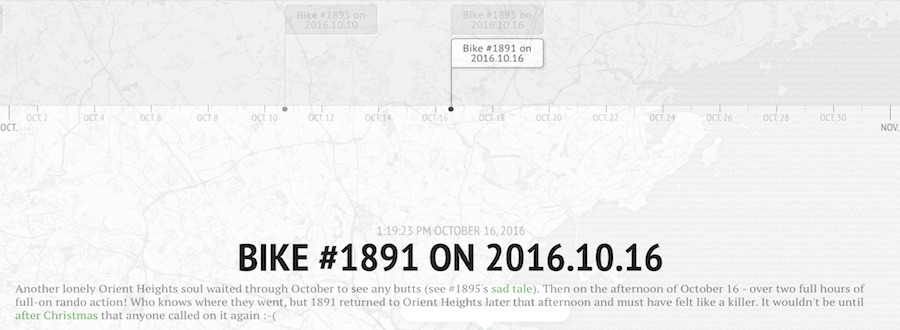 Bike #1895 on
2016.10.10
Bike #1895 on
2016.10.16
Bike #1891 on
2016.10.16
OCT. OCT. 2 OCT. 4 OCT. 6 OCT. 8 OCT. 10 OCT. 12 OCT. 14 OCT. 16 OCT. 18 OCT. 20 OCT. 22 OCT. 24 OCT. 26 OCT. 28 OCT. 30 NOV.
1:19:23 PM OCTOBER 16, 2016
BIKE #1891 ON 2016.10.16
Another lonely Orient Heights soul waited through October to see any butts (see #1895's sad tale). Then on the afternoon of October 16 - over two full hours of
full-on rando action! Who knows where they went, but 1891 returned to Orient Heights later that afternoon and must have felt like a killer. It wouldn't be until
after Christmas that anyone called on it again :-(